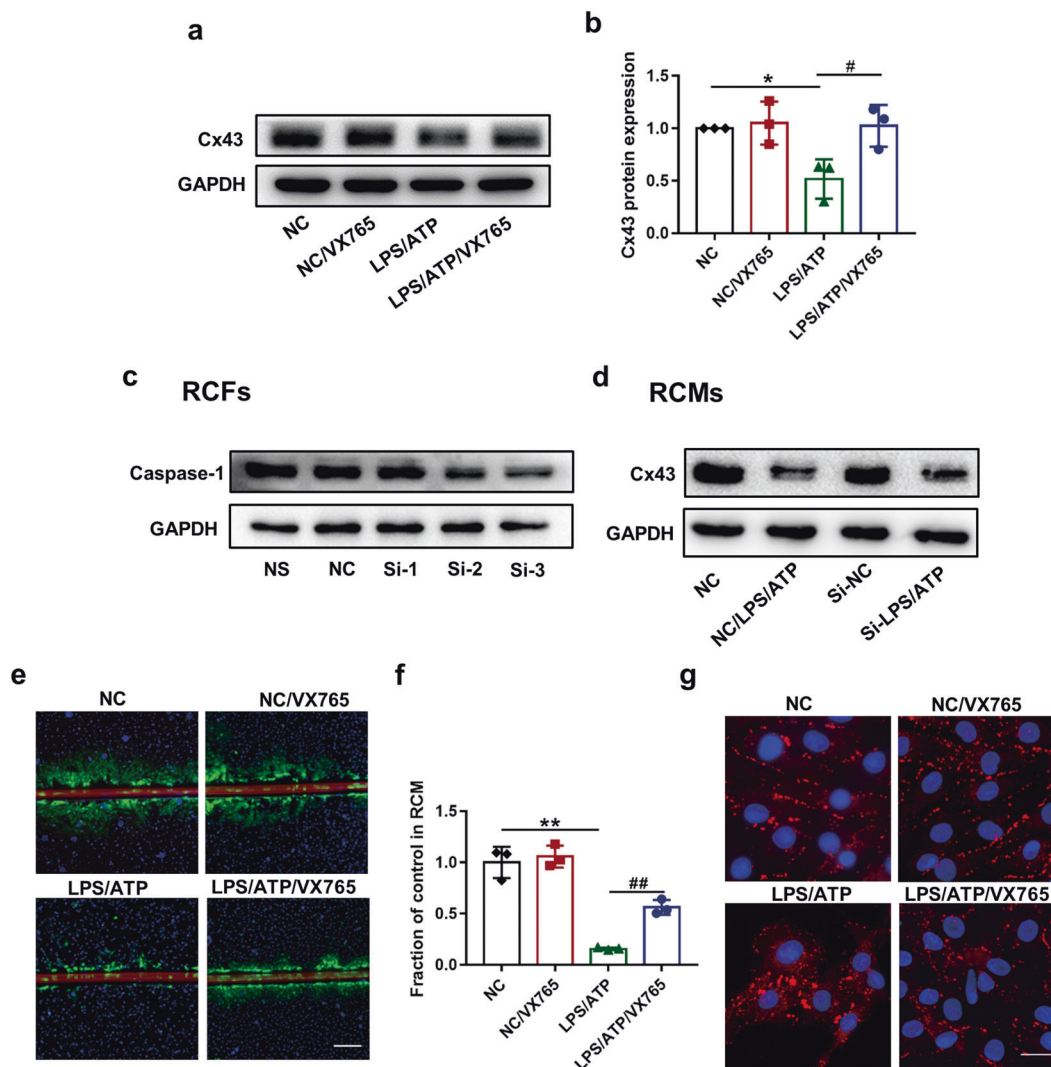 a
Cx43
GAPDH
NC
NC/VX765
LPS/ATP
LPS/ATP/VX765
b
Cx43 protein expression
1.5
1.0
0.5
0.0
*
#
NC
NC/VX765
LPS/ATP
LPS/ATP/VX765
c RCFs
Caspase-1
GAPDH
NS NC Si-1 Si-2 Si-3
d RCMs
Cx43
GAPDH
NC
NC/LPS/ATP
Si-NC
Si-LPS/ATP
e
NC NC/VX765
LPS/ATP LPS/ATP/VX765
f
Fraction of control in RCM
1.5
1.0
0.5
0.0
**
##
NC
NC/VX765
LPS/ATP
LPS/ATP/VX765
g
NC NC/VX765
LPS/ATP LPS/ATP/VX765